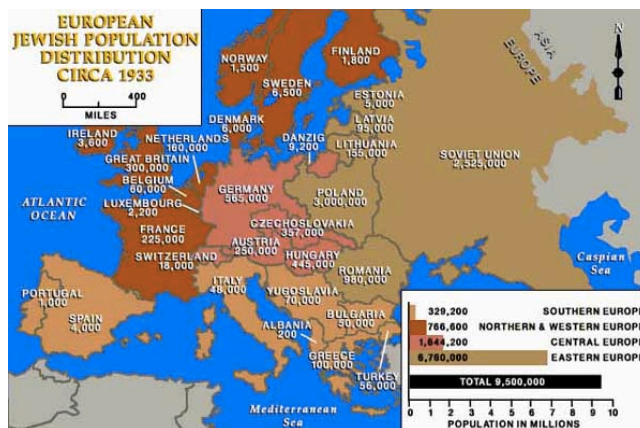 EUROPEAN
JEWISH POPULATION
DISTRIBUTION
CIRCA 1933
0 400
MILES
NORWAY
1,500
FINLAND
1,800
SWEDEN
6,500
ASIA
EUROPE
N
ESTONIA
5,000
LATVIA
95,000
LITHUANIA
155,000
DENMARK
6,000
DANZIG
9,200
IRELAND
3,600
NETHERLANDS
160,000
GREAT BRITAIN
300,000
BELGIUM
60,000
LUXEMBOURG
2,200
SOVIET UNION
2,525,000
GERMANY
565,000
POLAND
3,000,000
ATLANTIC
OCEAN
FRANCE
225,000
CZECHOSLOVAKIA
357,000
AUSTRIA
250,000
SWITZERLAND
18,000
HUNGARY
445,000
ROMANIA
980,000
Caspian
Sea
PORTUGAL
1,000
SPAIN
4,000
ITALY
48,000
YUGOSLAVIA
70,000
BULGARIA
50,000
ALBANIA
200
GREECE
100,000
TURKEY
56,000
Mediterranean
Sea
329,200 SOUTHERN EUROPE
766,600 NORTHERN & WESTERN EUROPE
1,644,200 CENTRAL EUROPE
6,760,000 EASTERN EUROPE
TOTAL 9,500,000
0 1 2 3 4 5 6 7 8 9 10
POPULATION IN MILLIONS